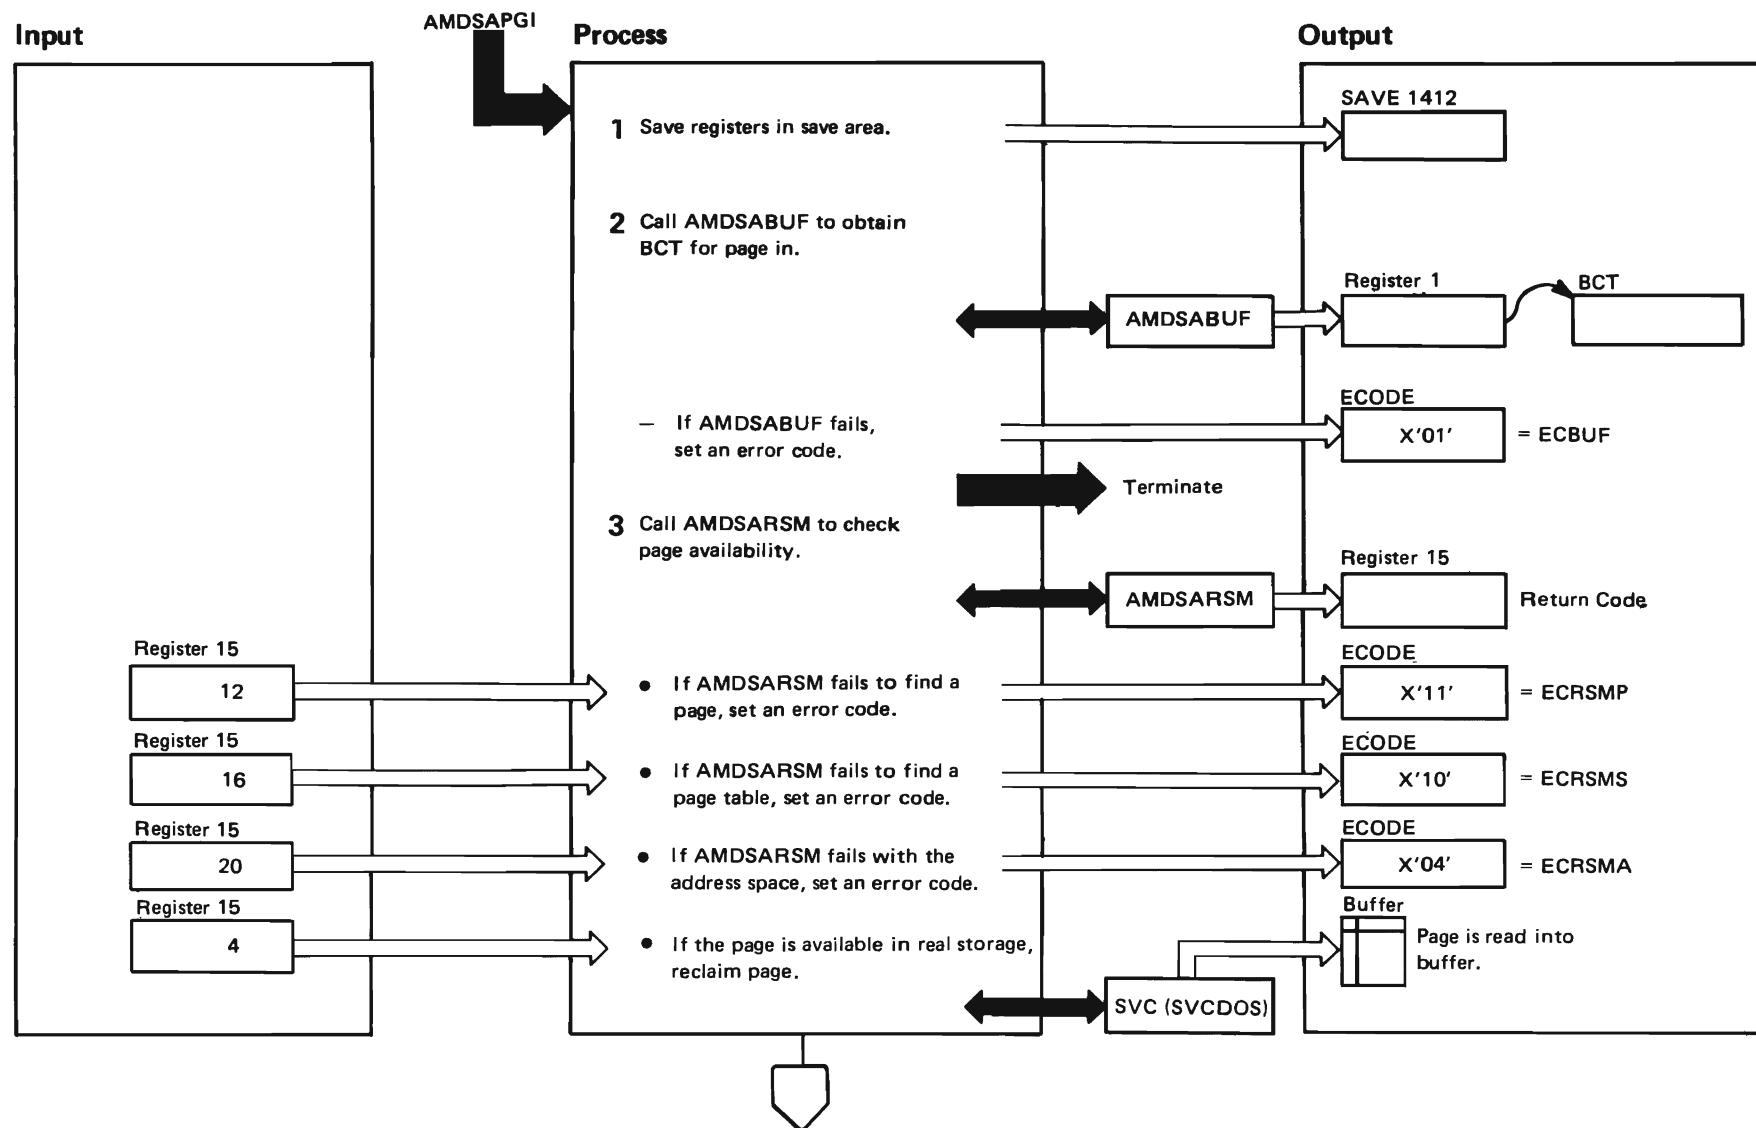 AMDSAPGI
Input
Process
Output
SAVE 1412
1 Save registers in save area.
2 Call AMDSABUF to obtain
BCT for page in.
Register 1
BCT
AMDSABUF
ECODE
– If AMDSABUF fails,
set an error code.
X'01'
= ECBUF
Terminate
3 Call AMDSARSM to check
page availability.
Register 15
AMDSARSM
Return Code
Register 15
12
• If AMDSARSM fails to find a
page, set an error code.
ECODE
X'11'
= ECRSMP
Register 15
16
• If AMDSARSM fails to find a
page table, set an error code.
ECODE
X'10'
= ECRSMS
Register 15
20
• If AMDSARSM fails with the
address space, set an error code.
ECODE
X'04'
= ECRSMA
Register 15
4
• If the page is available in real storage,
reclaim page.
Buffer
Page is read into
buffer.
SVC (SVCDOS)